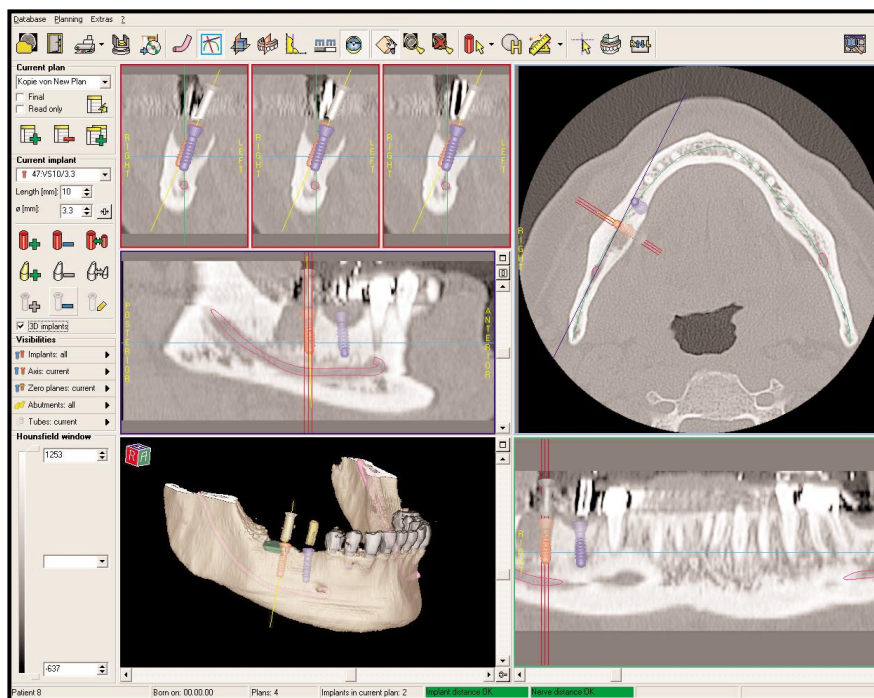 Database Planning Extras ?
Current plan
Kopie von New Plan
Final
Read only
Current implant
47:VS10/3.3
Length [mm]: 10
ø [mm]: 3.3
3D implants
Visibilities
Implants: all
Axis: current
Zero planes: current
Abutments: all
Tubes: current
Hounsfield window
1253
-637
RIGHT
LEFT
RIGHT
LEFT
RIGHT
LEFT
RIGHT
POSTERIOR
ANTERIOR
R A
RIGHT
Patient 8
Born on: 00.00.00
Plans: 4
Implants in current plan: 2
Implant distance OK
Nerve distance OK